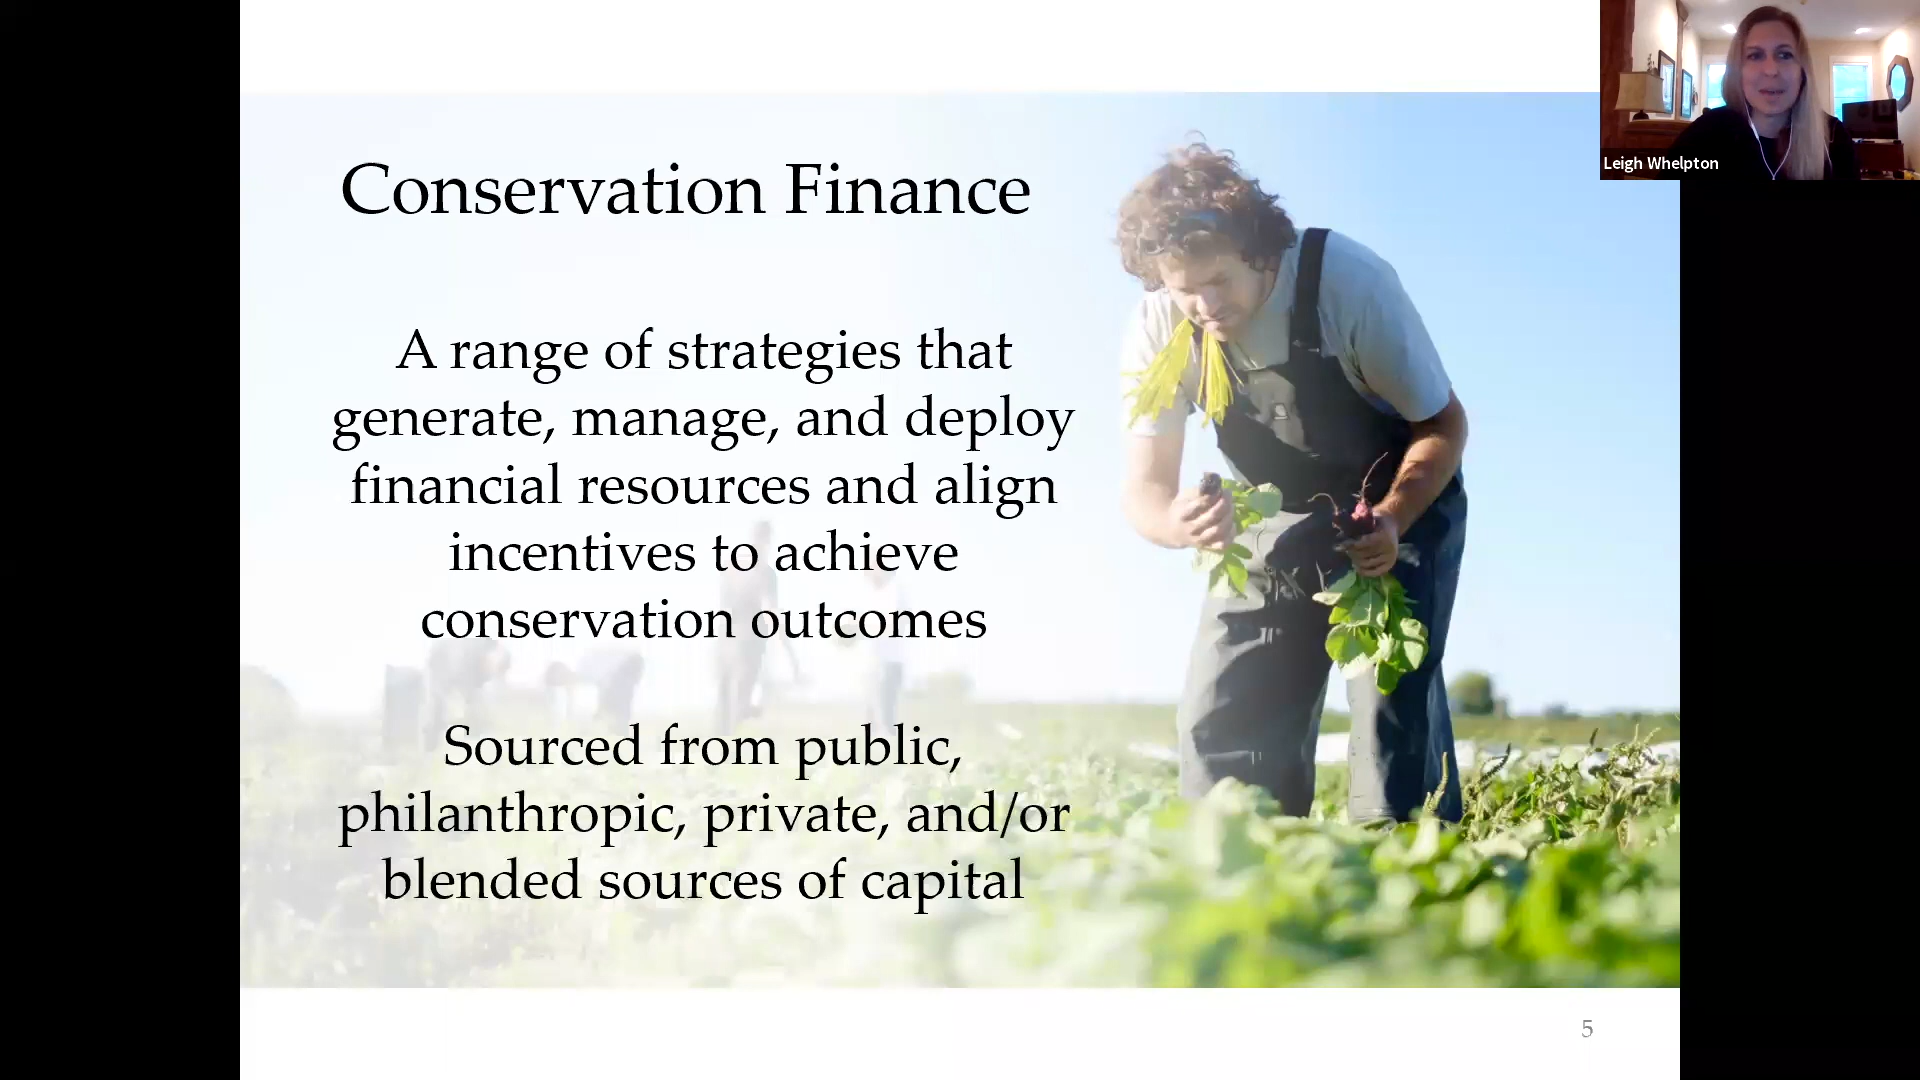 Conservation Finance
A range of strategies that
generate, manage, and deploy
financial resources and align
incentives to achieve
conservation outcomes
Sourced from public,
philanthropic, private, and/or
blended sources of capital
5
Leigh Whelpton